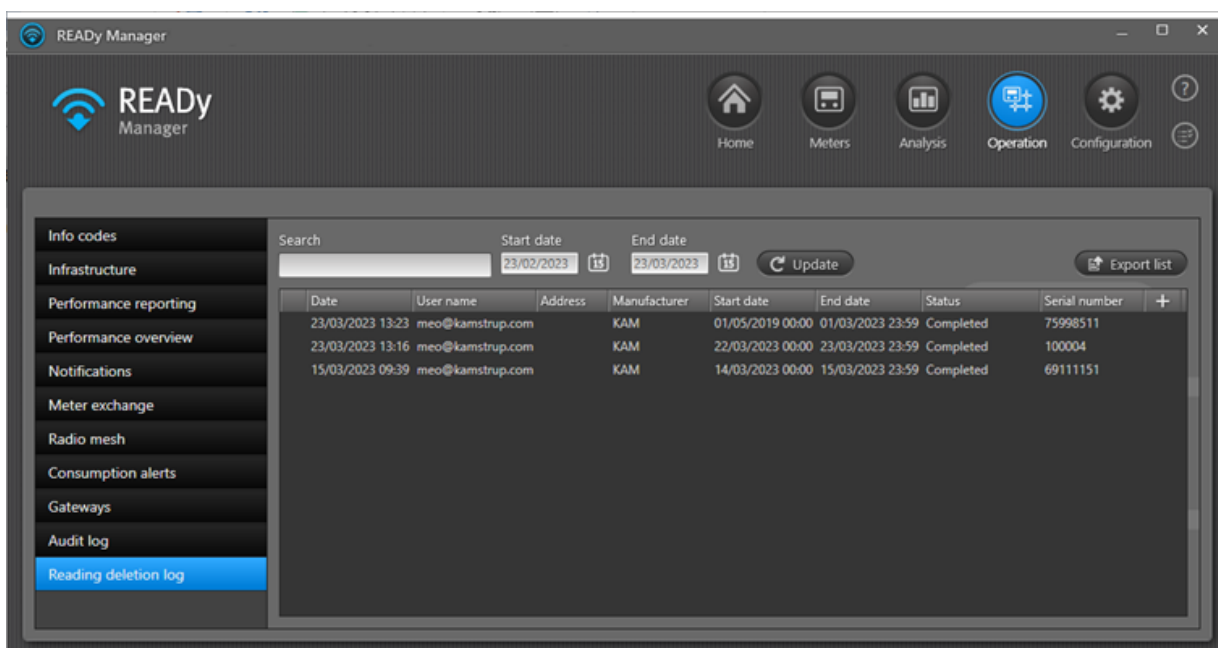 READy Manager
READy
Manager
Home Meters Analysis Operation Configuration
?
Info codes
Infrastructure
Performance reporting
Performance overview
Notifications
Meter exchange
Radio mesh
Consumption alerts
Gateways
Audit log
Reading deletion log
Search Start date End date
23/02/2023 15 23/03/2023 15 Update Export list
Date User name Address Manufacturer Start date End date Status Serial number +
23/03/2023 13:23 meo@kamstrup.com KAM 01/05/2019 00:00 01/03/2023 23:59 Completed 75998511
23/03/2023 13:16 meo@kamstrup.com KAM 22/03/2023 00:00 23/03/2023 23:59 Completed 100004
15/03/2023 09:39 meo@kamstrup.com KAM 14/03/2023 00:00 15/03/2023 23:59 Completed 69111151